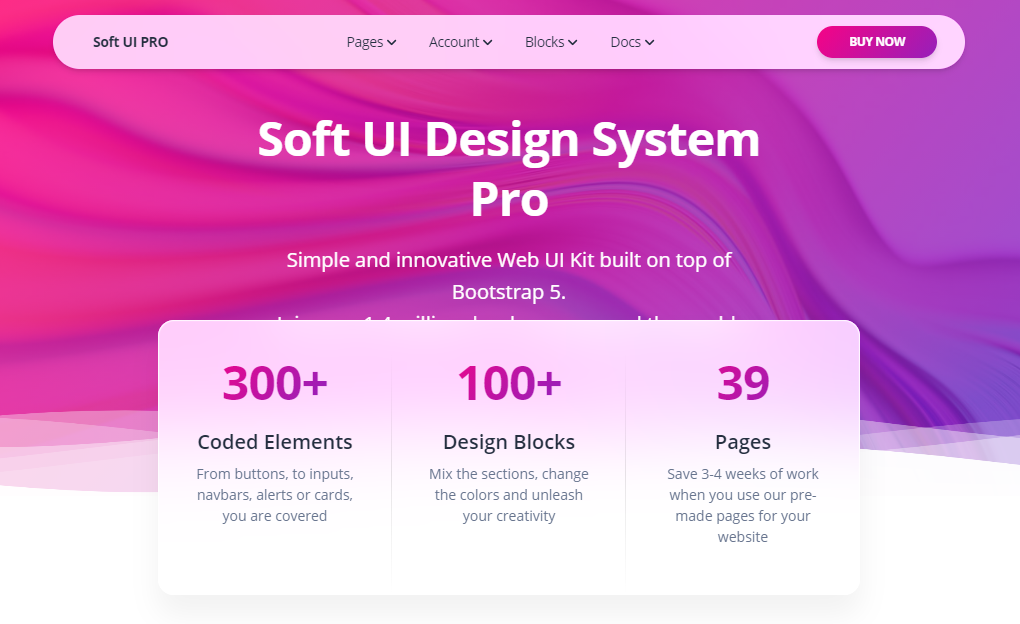 Soft UI PRO
Pages
Account
Blocks
Docs
BUY NOW
Soft UI Design System
Pro
Simple and innovative Web UI Kit built on top of
Bootstrap 5.
300+
Coded Elements
From buttons, to inputs,
navbars, alerts or cards,
you are covered
100+
Design Blocks
Mix the sections, change
the colors and unleash
your creativity
39
Pages
Save 3-4 weeks of work
when you use our pre-
made pages for your
website